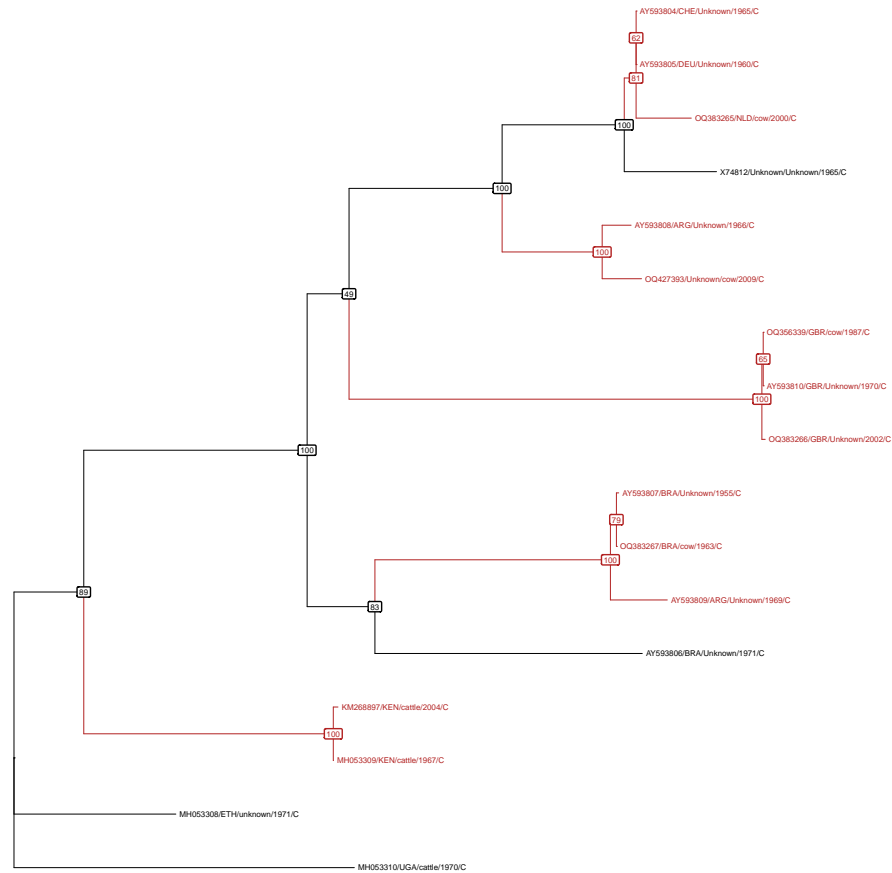 AY593804/CHE/Unknown/1965/C
62
AY593805/DEU/Unknown/1960/C
81
OQ383265/NLD/cow/2000/C
100
X74812/Unknown/Unknown/1965/C
100
AY593808/ARG/Unknown/1966/C
100
OQ427393/Unknown/cow/2009/C
49
OQ356339/GBR/cow/1987/C
65
AY593810/GBR/Unknown/1970/C
100
OQ383266/GBR/Unknown/2002/C
100
AY593807/BRA/Unknown/1955/C
79
OQ383267/BRA/cow/1963/C
100
89
AY593809/ARG/Unknown/1969/C
83
AY593806/BRA/Unknown/1971/C
KM268897/KEN/cattle/2004/C
100
MH053309/KEN/cattle/1967/C
MH053308/ETH/unknown/1971/C
MH053310/UGA/cattle/1970/C